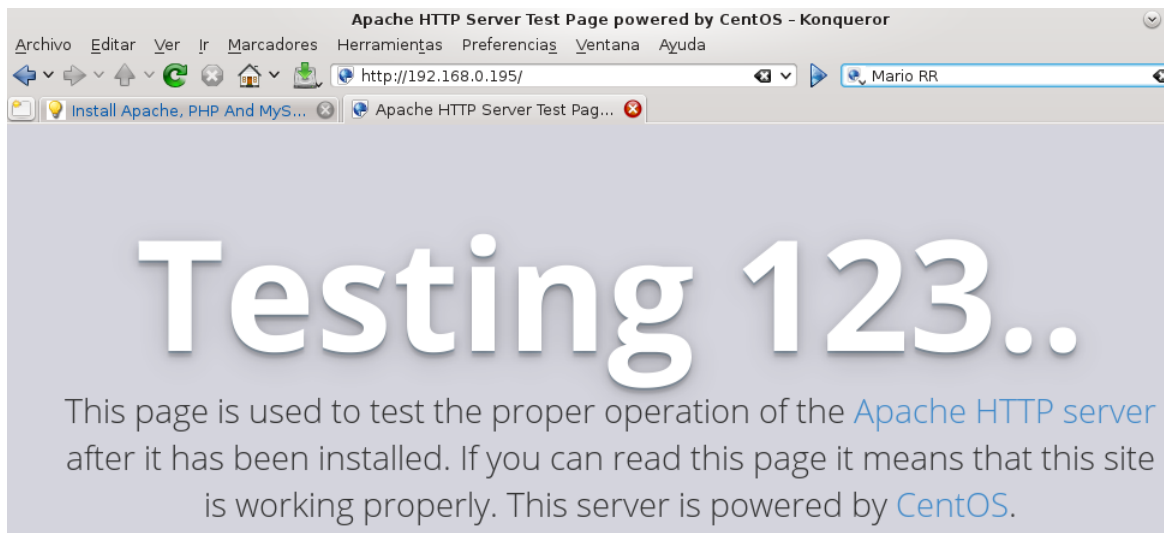 Apache HTTP Server Test Page powered by CentOS – Konqueror
Archivo Editar Ver Ir Marcadores Herramientas Preferencias Ventana Ayuda
http://192.168.0.195/ Mario RR
Install Apache, PHP And MyS... Apache HTTP Server Test Pag...
Testing 123..
This page is used to test the proper operation of the Apache HTTP server
after it has been installed. If you can read this page it means that this site
is working properly. This server is powered by CentOS.